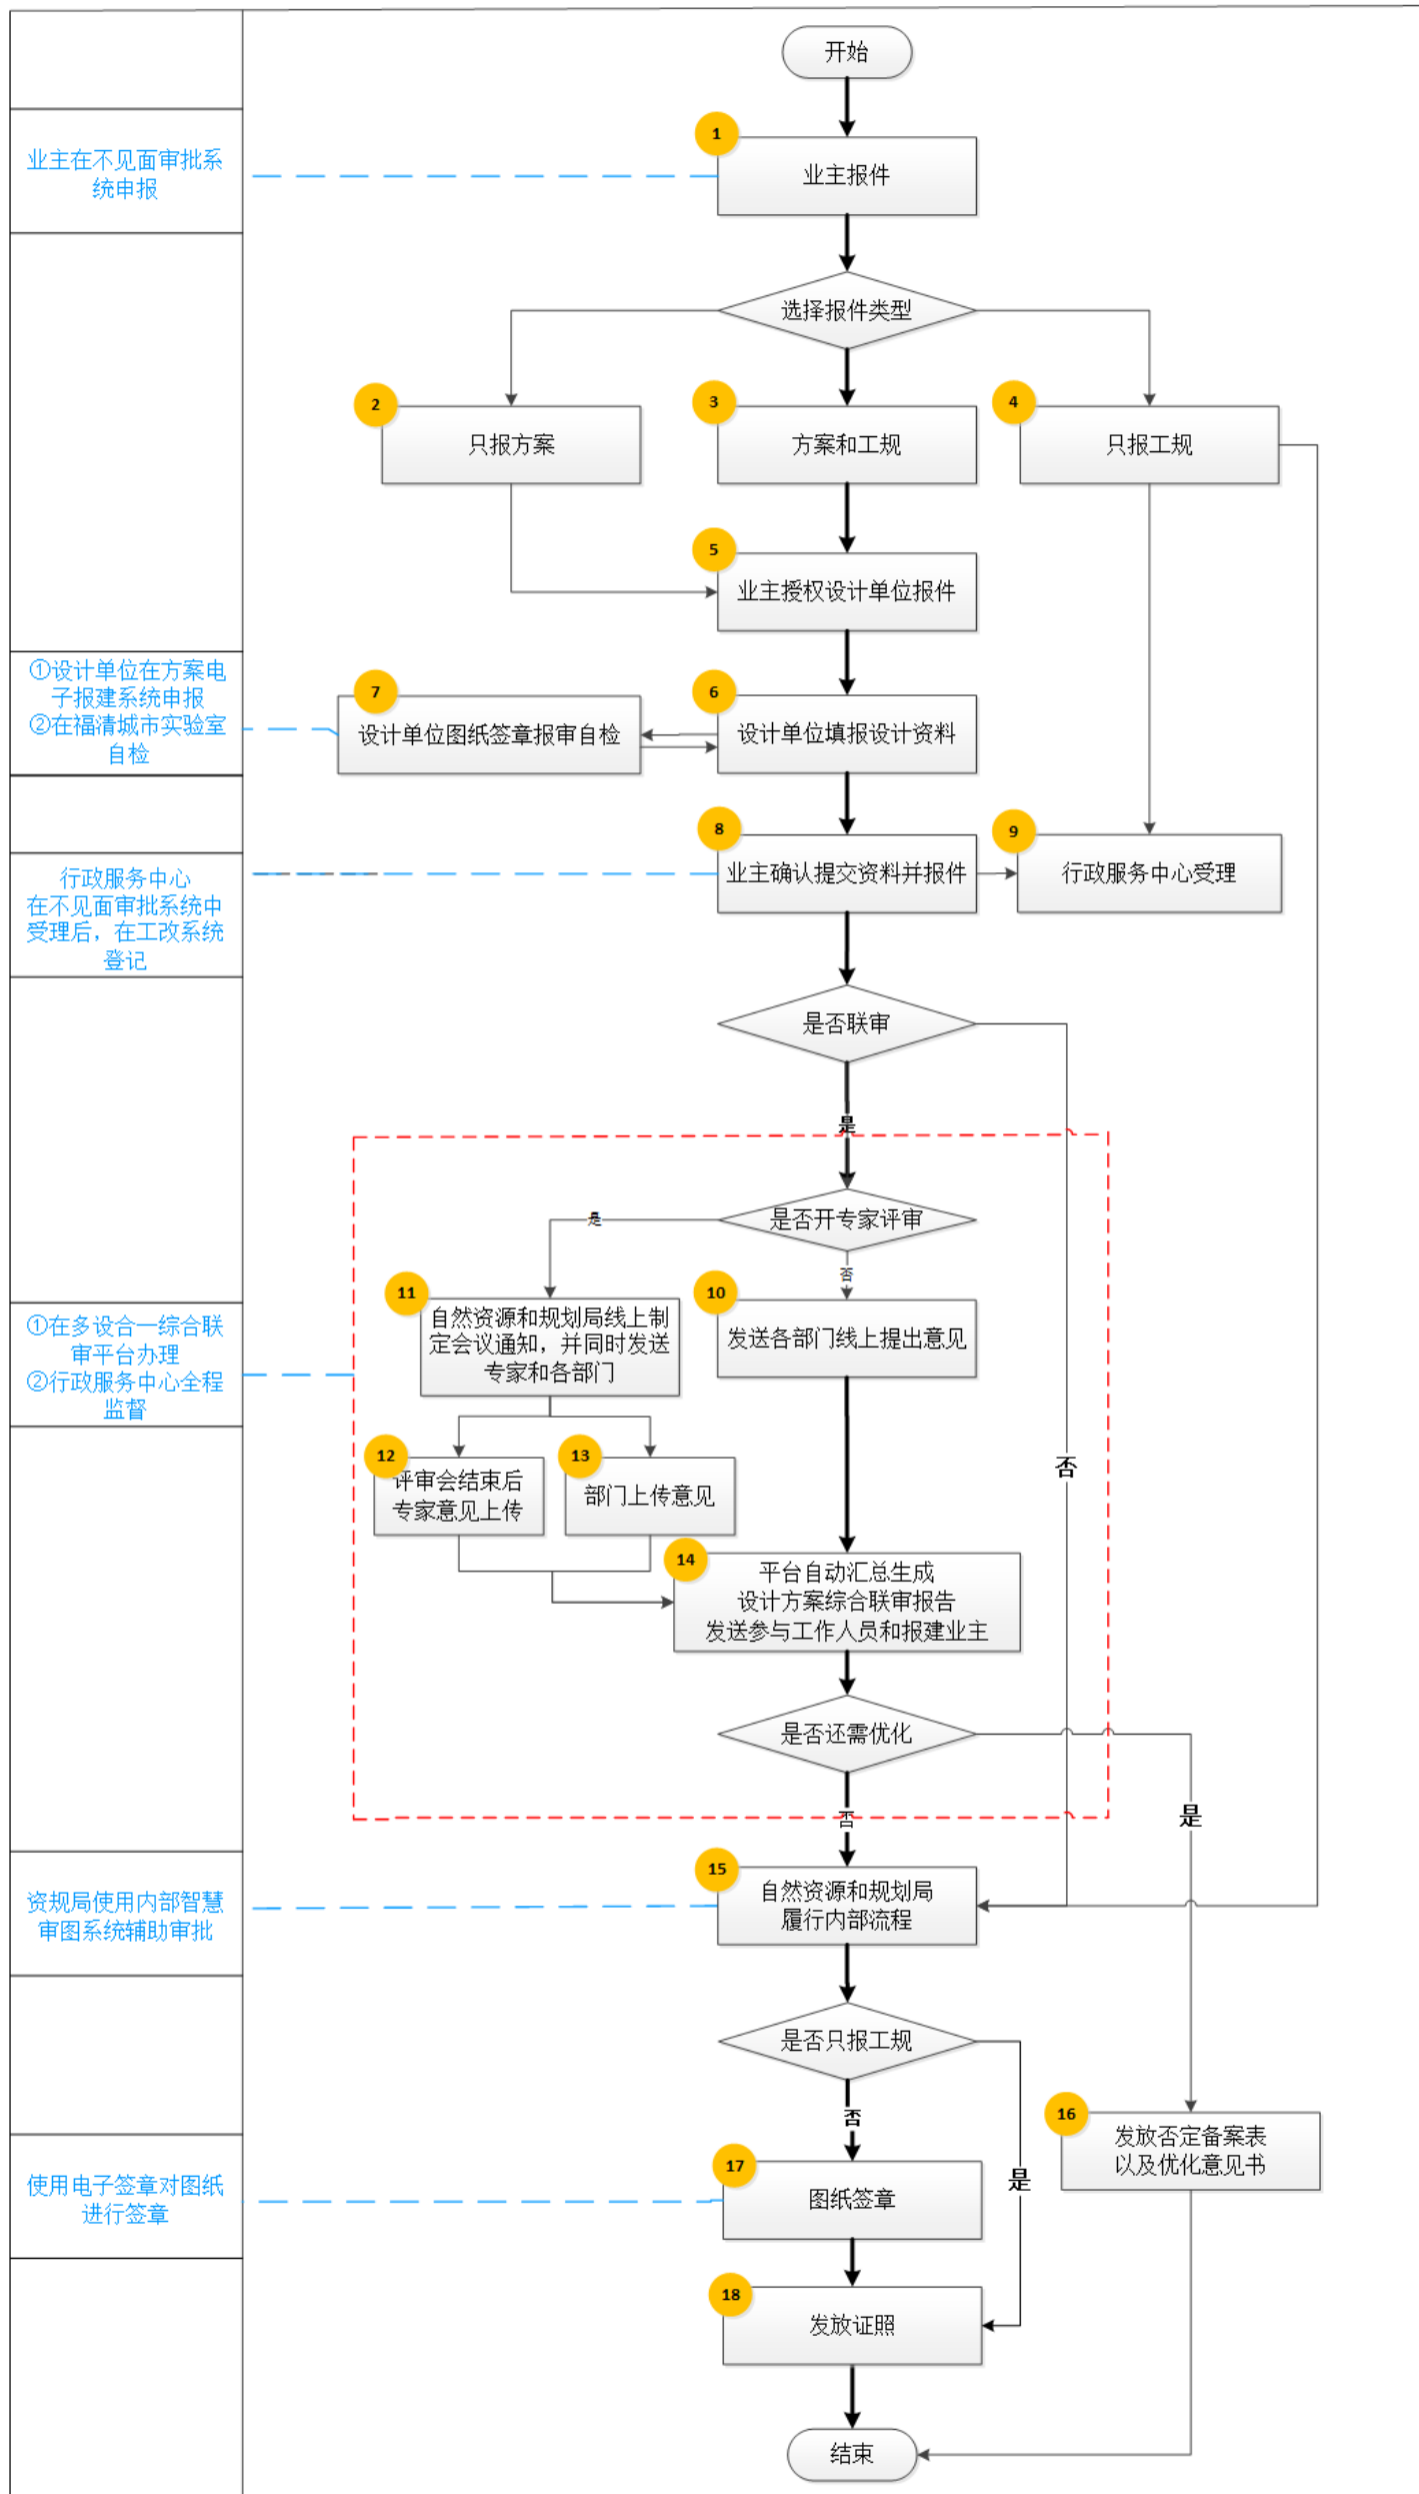 开始
1
业主报件
业主在不见面审批系
统申报
选择报件类型
2
只报方案
3
方案和工规
4
只报工规
5
业主授权设计单位报件
①设计单位在方案电
子报建系统申报
②在福清城市实验室
自检
7
设计单位图纸签章报审自检
6
设计单位填报设计资料
8
业主确认提交资料并报件
9
行政服务中心受理
行政服务中心
在不见面审批系统中
受理后，在工改系统
登记
是否联审
是
否
是否开专家评审
是
否
11
自然资源和规划局线上制
定会议通知，并同时发送
专家和各部门
10
发送各部门线上提出意见
①在多设合一综合联
审平台办理
②行政服务中心全程
监督
12
评审会结束后
专家意见上传
13
部门上传意见
14
平台自动汇总生成
设计方案综合联审报告
发送参与工作人员和报建业主
是否还需优化
否
是
15
自然资源和规划局
履行内部流程
资规局使用内部智慧
审图系统辅助审批
是否只报工规
否
是
16
发放否定备案表
以及优化意见书
17
图纸签章
使用电子签章对图纸
进行签章
18
发放证照
结束